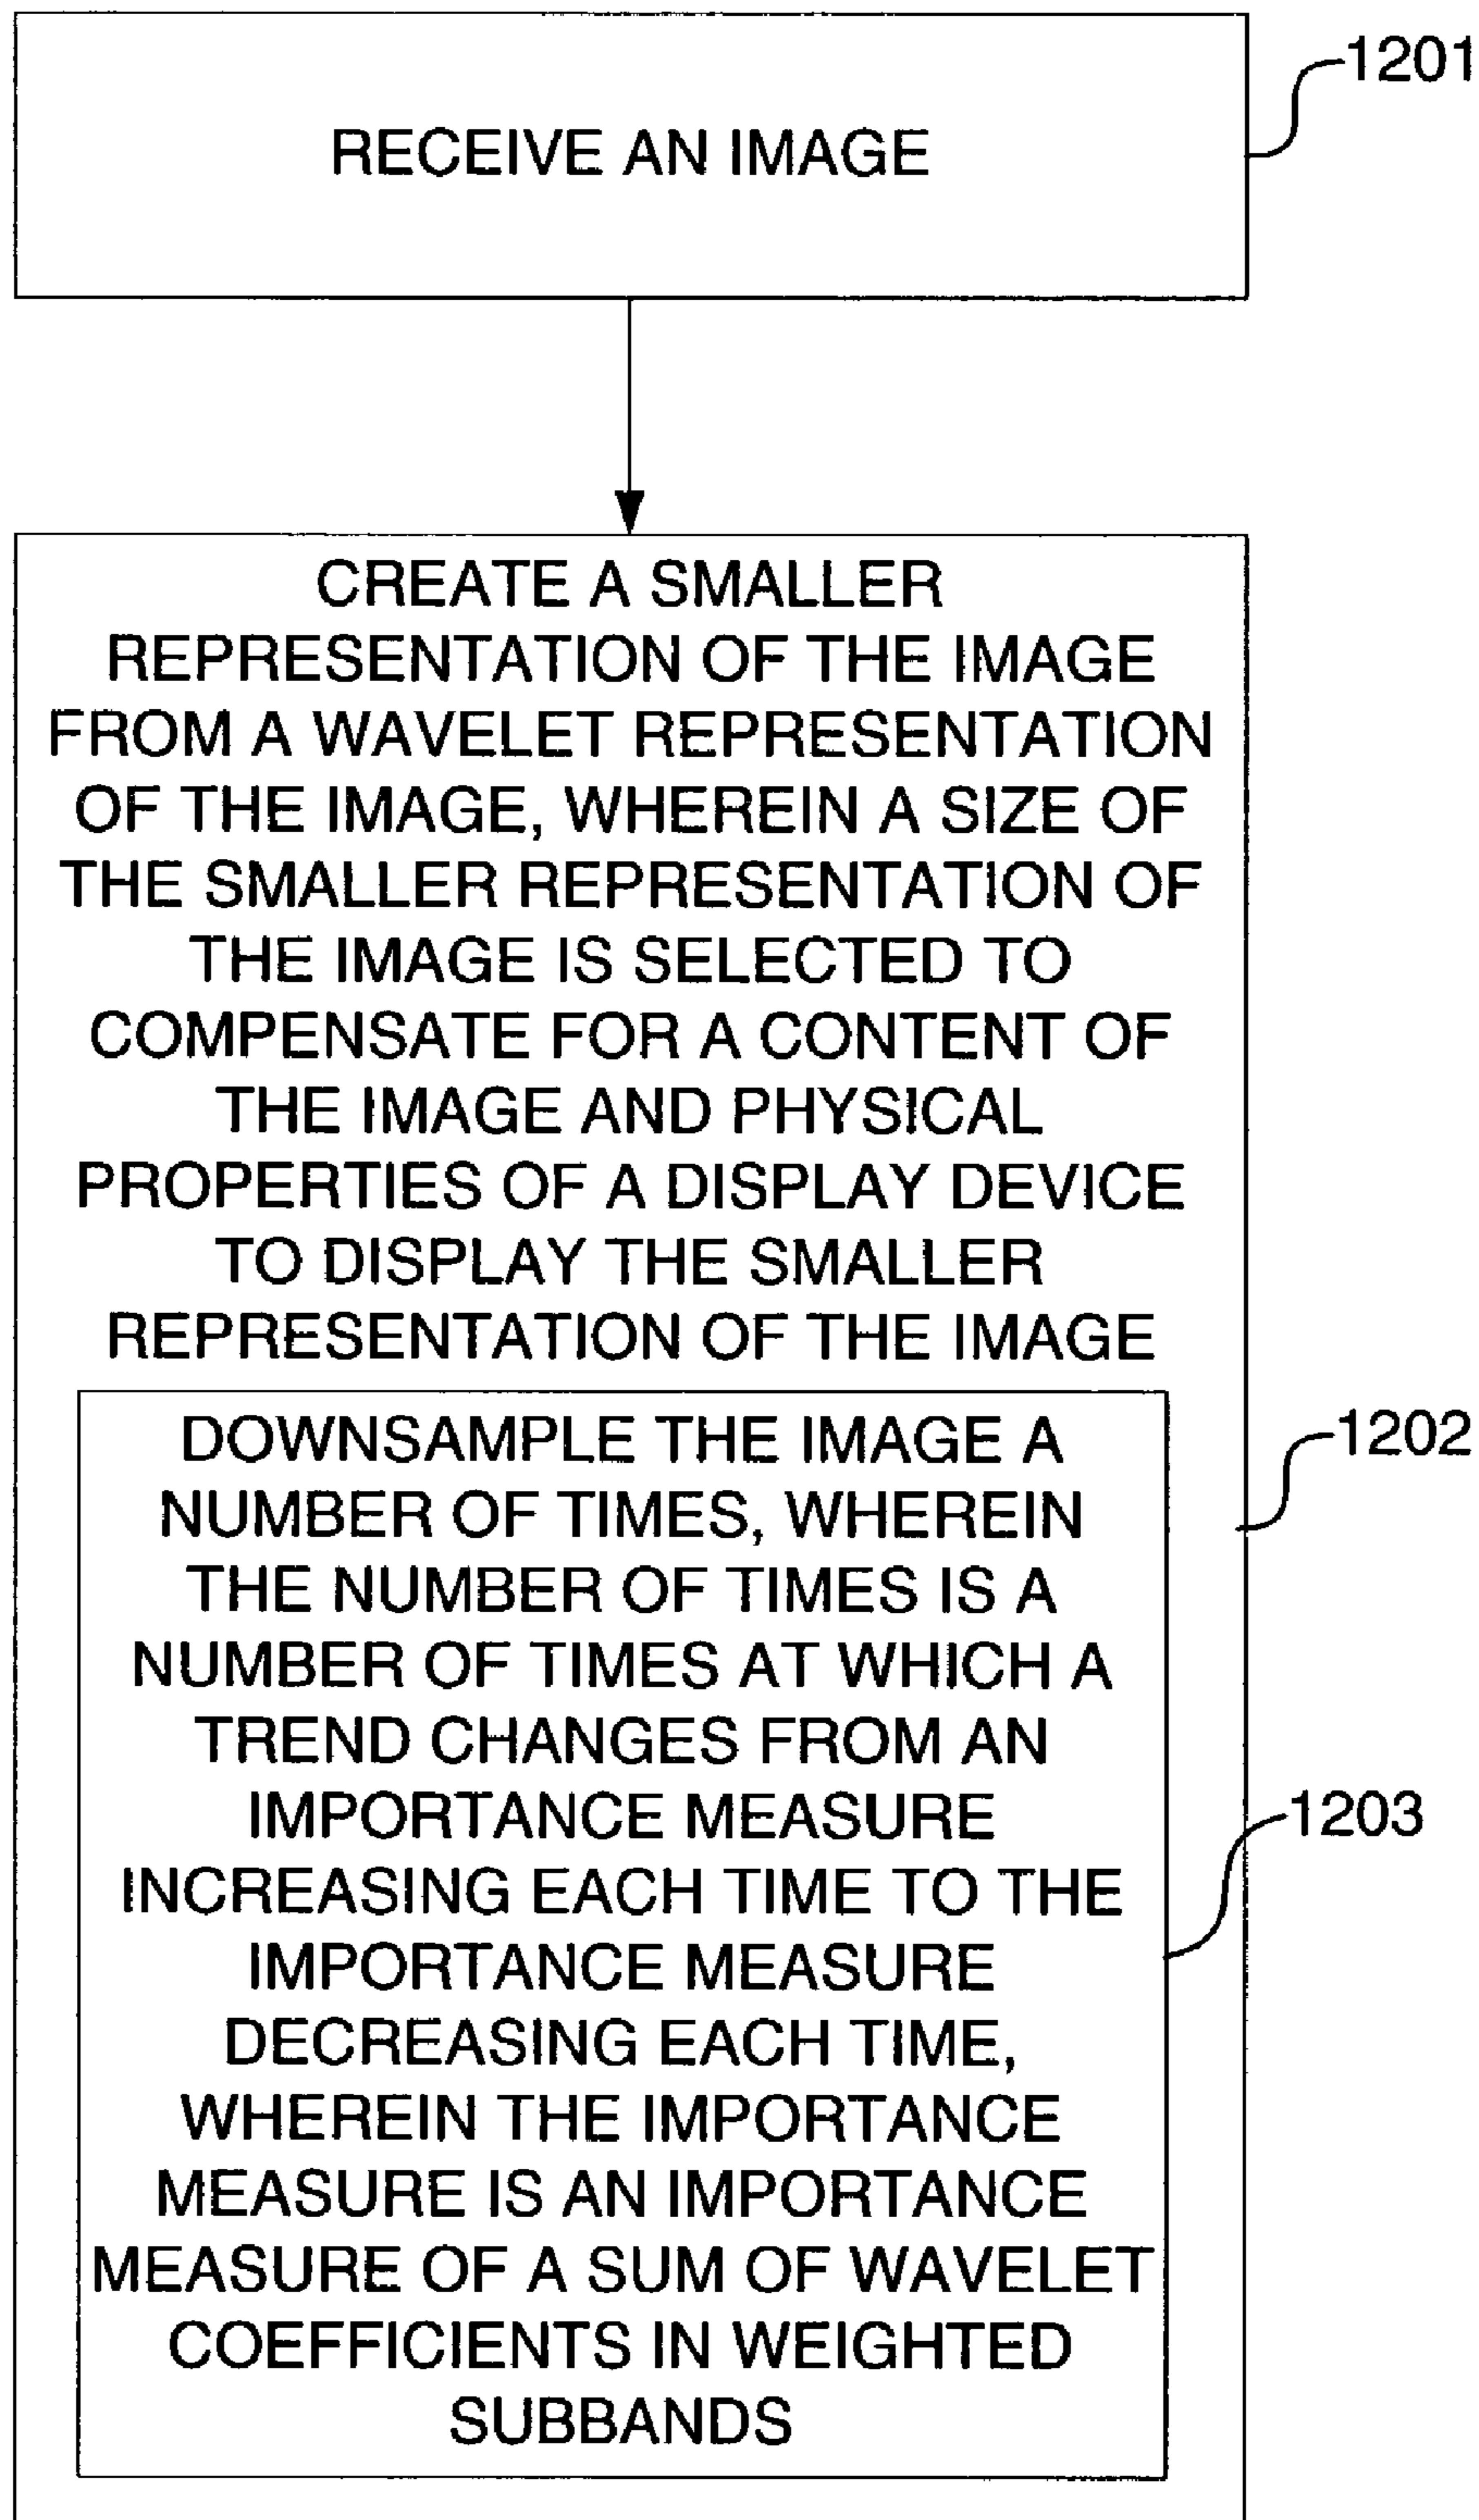 1201
RECEIVE AN IMAGE
CREATE A SMALLER
REPRESENTATION OF THE IMAGE
FROM A WAVELET REPRESENTATION
OF THE IMAGE, WHEREIN A SIZE OF
THE SMALLER REPRESENTATION OF
THE IMAGE IS SELECTED TO
COMPENSATE FOR A CONTENT OF
THE IMAGE AND PHYSICAL
PROPERTIES OF A DISPLAY DEVICE
TO DISPLAY THE SMALLER
REPRESENTATION OF THE IMAGE
1202
DOWNSAMPLE THE IMAGE A
NUMBER OF TIMES, WHEREIN
THE NUMBER OF TIMES IS A
NUMBER OF TIMES AT WHICH A
TREND CHANGES FROM AN
IMPORTANCE MEASURE
1203
INCREASING EACH TIME TO THE
IMPORTANCE MEASURE
DECREASING EACH TIME,
WHEREIN THE IMPORTANCE
MEASURE IS AN IMPORTANCE
MEASURE OF A SUM OF WAVELET
COEFFICIENTS IN WEIGHTED
SUBBANDS